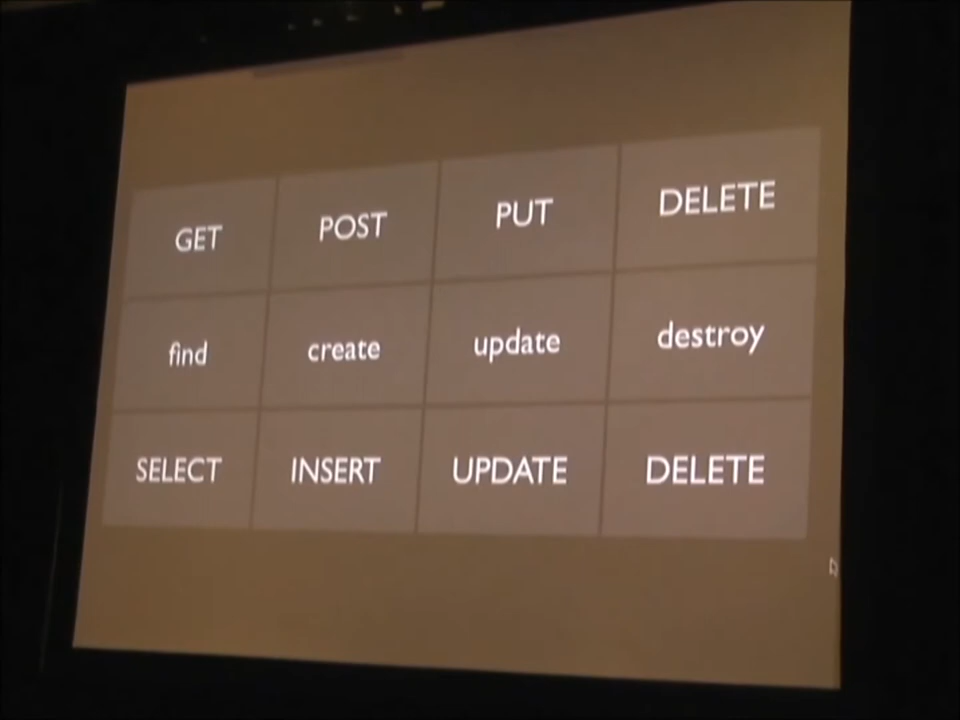 GET POST PUT DELETE
find create update destroy
SELECT INSERT UPDATE DELETE